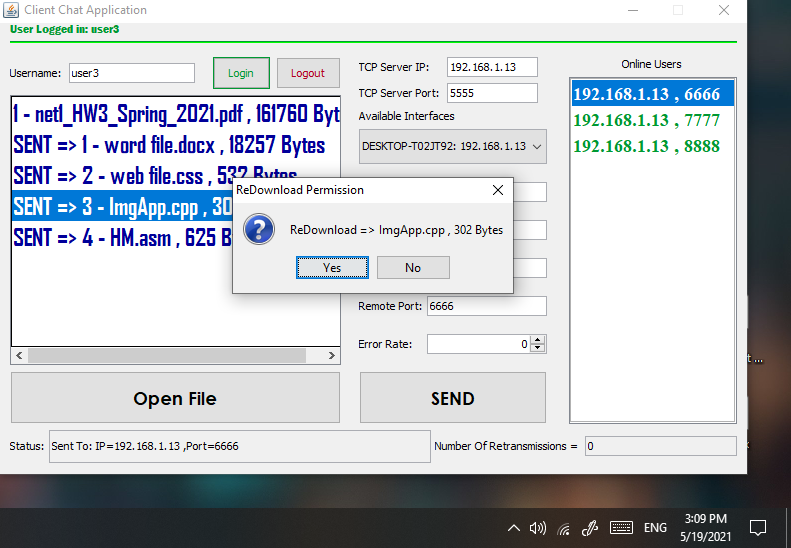 Client Chat Application
User Logged in: user3
Username: user3 Login Logout
TCP Server IP: 192.168.1.13
TCP Server Port: 5555
Available Interfaces
DESKTOP-T02JT92: 192.168.1.13
Online Users
192.168.1.13 , 6666
192.168.1.13 , 7777
192.168.1.13 , 8888
1 - net1_HW3_Spring_2021.pdf , 161760 Byt
SENT => 1 - word file.docx , 18257 Bytes
SENT => 2 - web file.css , 532 Bytes
SENT => 3 - ImgApp.cpp , 30
SENT => 4 - HM.asm , 625 B
ReDownload Permission
ReDownload => ImgApp.cpp , 302 Bytes
Yes No
Remote Port: 6666
Error Rate: 0
Open File
SEND
Status: Sent To: IP=192.168.1.13 ,Port=6666
Number Of Retransmissions = 0
t ...
ENG
3:09 PM
5/19/2021